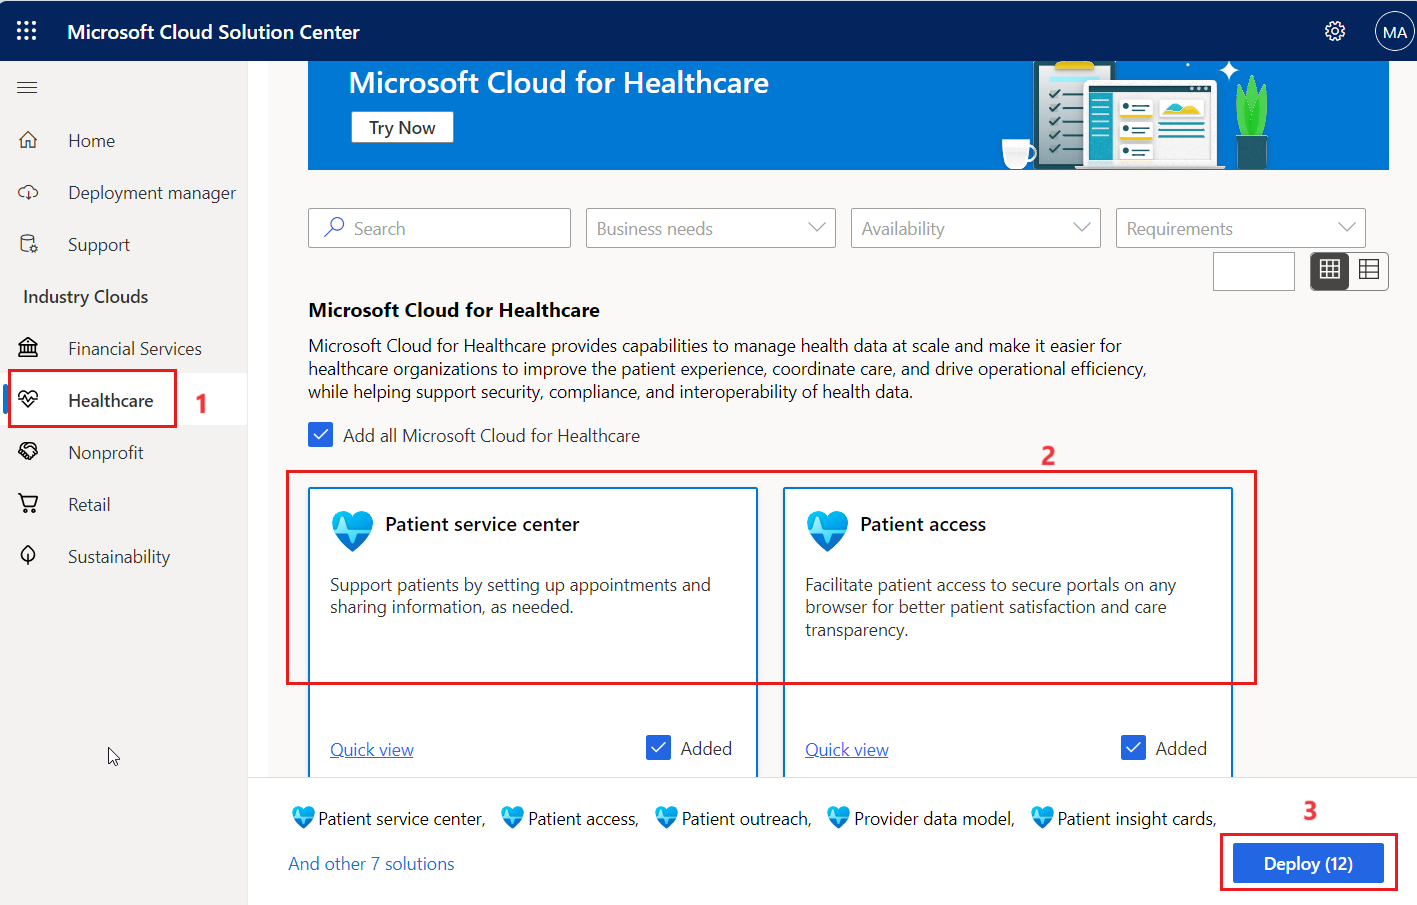 Microsoft Cloud Solution Center
MA
Microsoft Cloud for Healthcare
Try Now
Home
Deployment manager
Support
Industry Clouds
Financial Services
Healthcare
1
Nonprofit
Retail
Sustainability
Search
Business needs
Availability
Requirements
Microsoft Cloud for Healthcare
Microsoft Cloud for Healthcare provides capabilities to manage health data at scale and make it easier for
healthcare organizations to improve the patient experience, coordinate care, and drive operational efficiency,
while helping support security, compliance, and interoperability of health data.
Add all Microsoft Cloud for Healthcare
2
Patient service center
Support patients by setting up appointments and
sharing information, as needed.
Quick view
Added
Patient access
Facilitate patient access to secure portals on any
browser for better patient satisfaction and care
transparency.
Quick view
Added
Patient service center, Patient access, Patient outreach, Provider data model, Patient insight cards,
And other 7 solutions
3
Deploy (12)